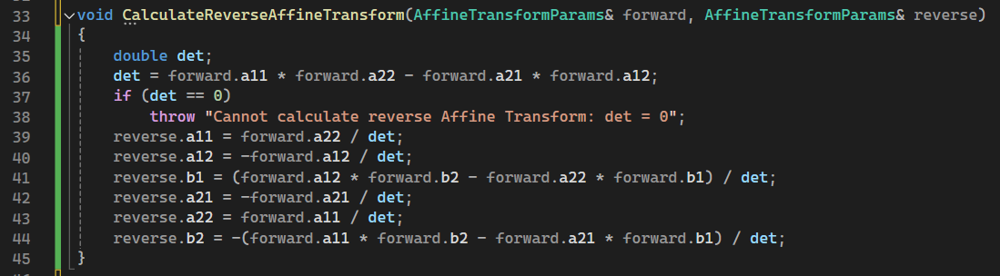 33 void CalculateReverseAffineTransform(AffineTransformParams& forward, AffineTransformParams& reverse)
34 {
35 double det;
36 det = forward.a11 * forward.a22 - forward.a21 * forward.a12;
37 if (det == 0)
38 throw "Cannot calculate reverse Affine Transform: det = 0";
39 reverse.a11 = forward.a22 / det;
40 reverse.a12 = -forward.a12 / det;
41 reverse.b1 = (forward.a12 * forward.b2 - forward.a22 * forward.b1) / det;
42 reverse.a21 = -forward.a21 / det;
43 reverse.a22 = forward.a11 / det;
44 reverse.b2 = -(forward.a11 * forward.b2 - forward.a21 * forward.b1) / det;
45 }